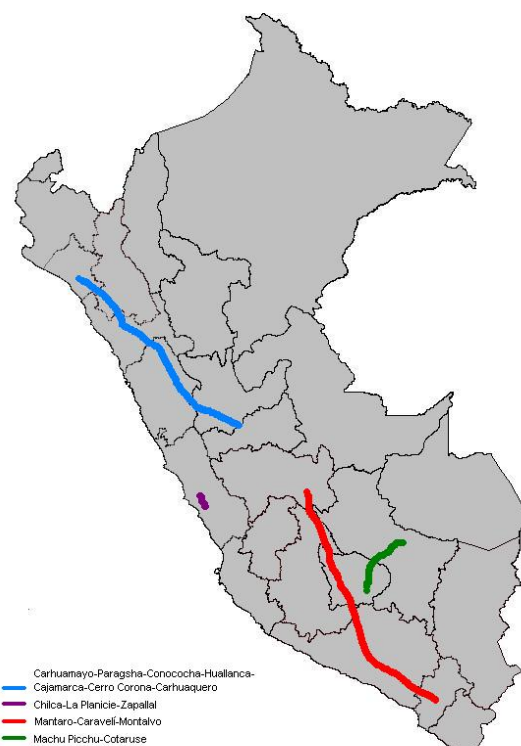 Carhuamayo-Paragsha-Conococha-Huallanca-
Cajamarca-Cerro Corona-Carhuaquero
Chilca-La Planicie-Zapallal
Mantaro-Caravelí-Montalvo
Machu Picchu-Cotaruse